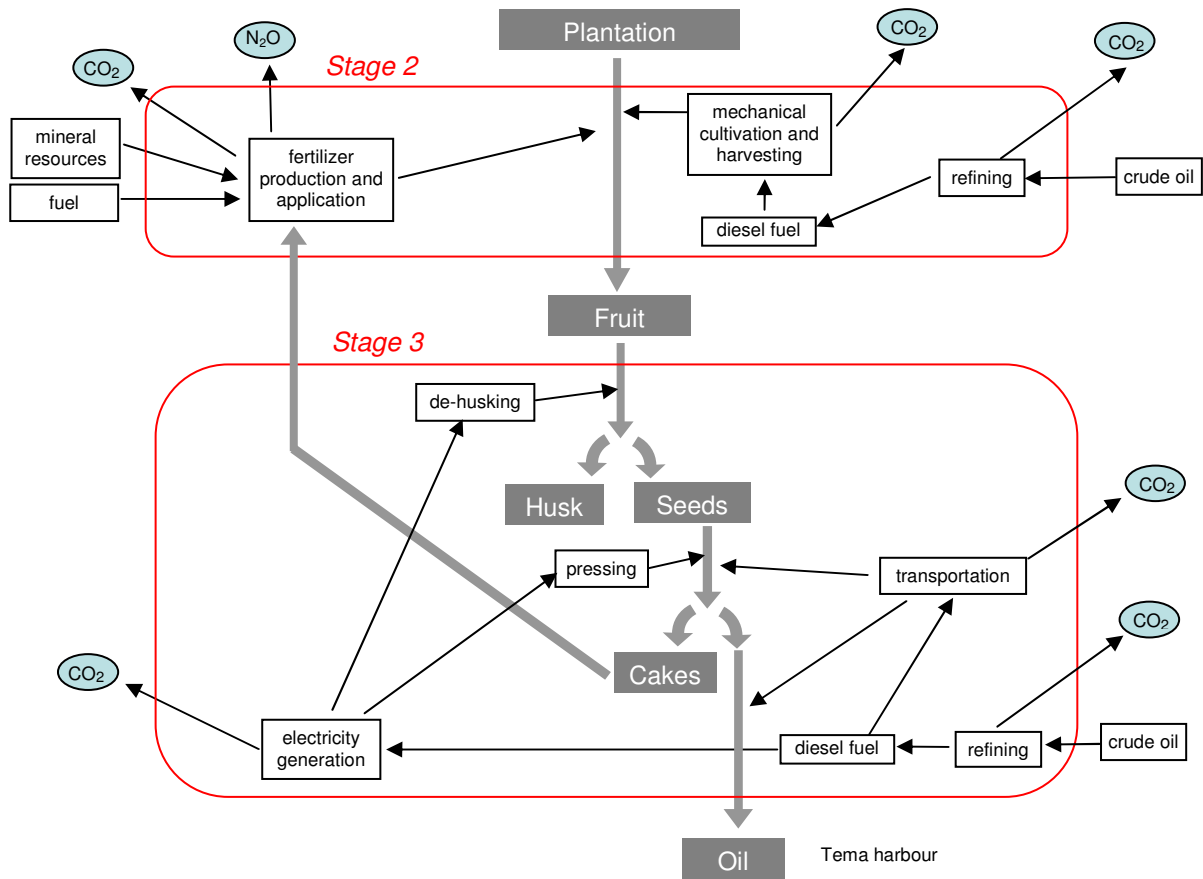 Plantation
CO₂
N₂O
CO₂
CO₂
Stage 2
mineral
resources
fuel
fertilizer
production and
application
mechanical
cultivation and
harvesting
diesel fuel
refining
crude oil
Fruit
Stage 3
de-husking
Husk
Seeds
CO₂
pressing
transportation
CO₂
Cakes
CO₂
electricity
generation
diesel fuel
refining
crude oil
Oil
Tema harbour